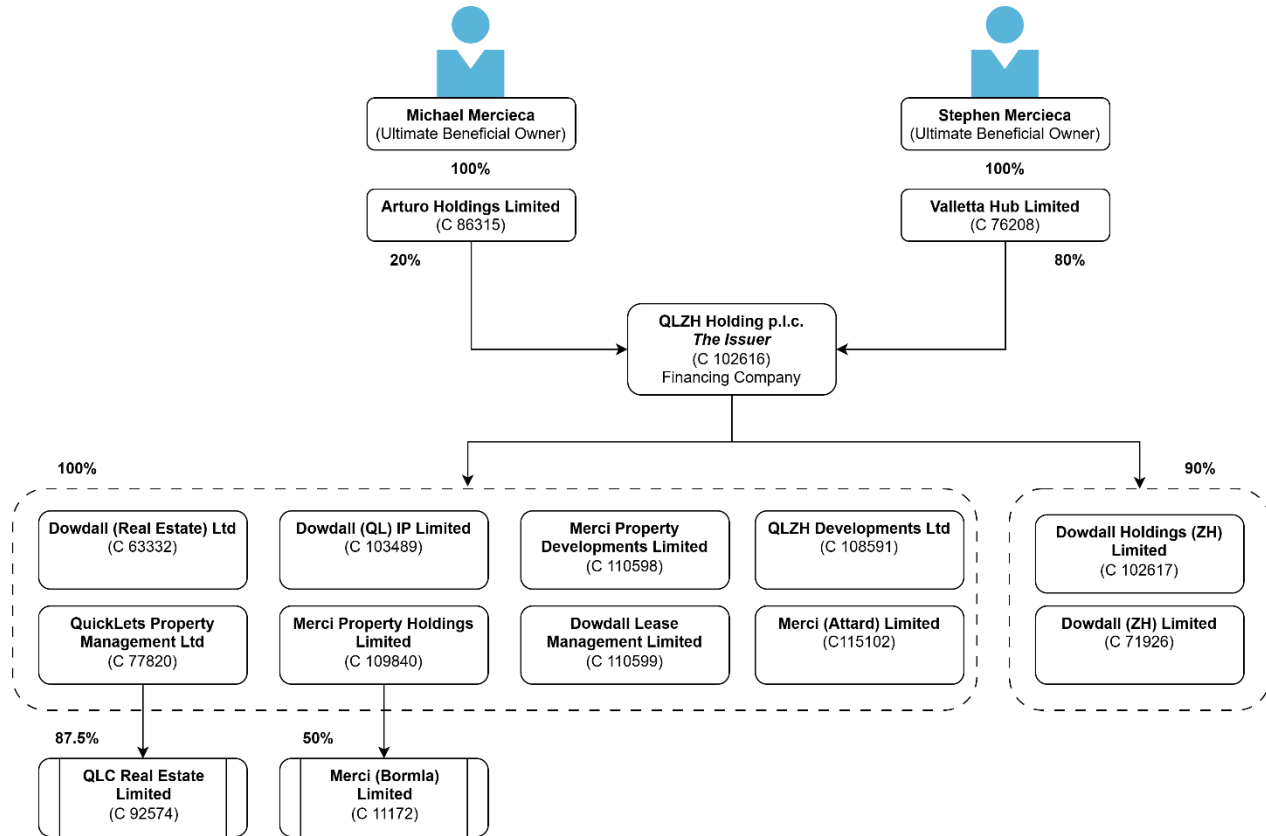 Michael Mercieca
(Ultimate Beneficial Owner)
Stephen Mercieca
(Ultimate Beneficial Owner)
100%
100%
Arturo Holdings Limited
(C 86315)
Valletta Hub Limited
(C 76208)
20%
80%
QLZH Holding p.l.c.
The Issuer
(C 102616)
Financing Company
100%
90%
Dowdall (Real Estate) Ltd
(C 63332)
Dowdall (QL) IP Limited
(C 103489)
Merci Property
Developments Limited
(C 110598)
QLZH Developments Ltd
(C 108591)
Dowdall Holdings (ZH)
Limited
(C 102617)
QuickLets Property
Management Ltd
(C 77820)
Merci Property Holdings
Limited
(C 109840)
Dowdall Lease
Management Limited
(C 110599)
Merci (Attard) Limited
(C115102)
Dowdall (ZH) Limited
(C 71926)
87.5%
50%
QLC Real Estate
Limited
(C 92574)
Merci (Bormla)
Limited
(C 11172)